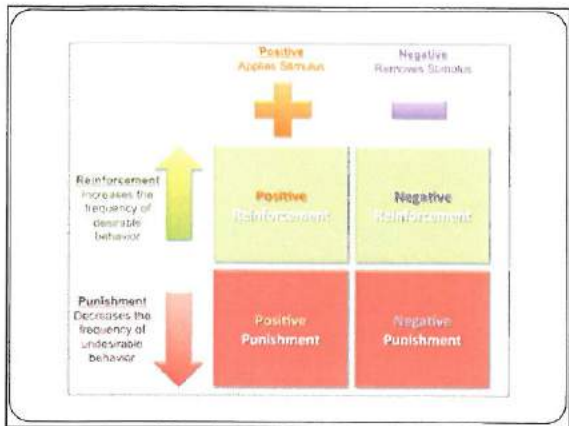 Positive
Applies Stimulus
Negative
Removes Stimulus
Reinforcement
Increases the
frequency of
desirable
behavior
Positive
Reinforcement
Negative
Reinforcement
Punishment
Decreases the
frequency of
undesirable
behavior
Positive
Punishment
Negative
Punishment